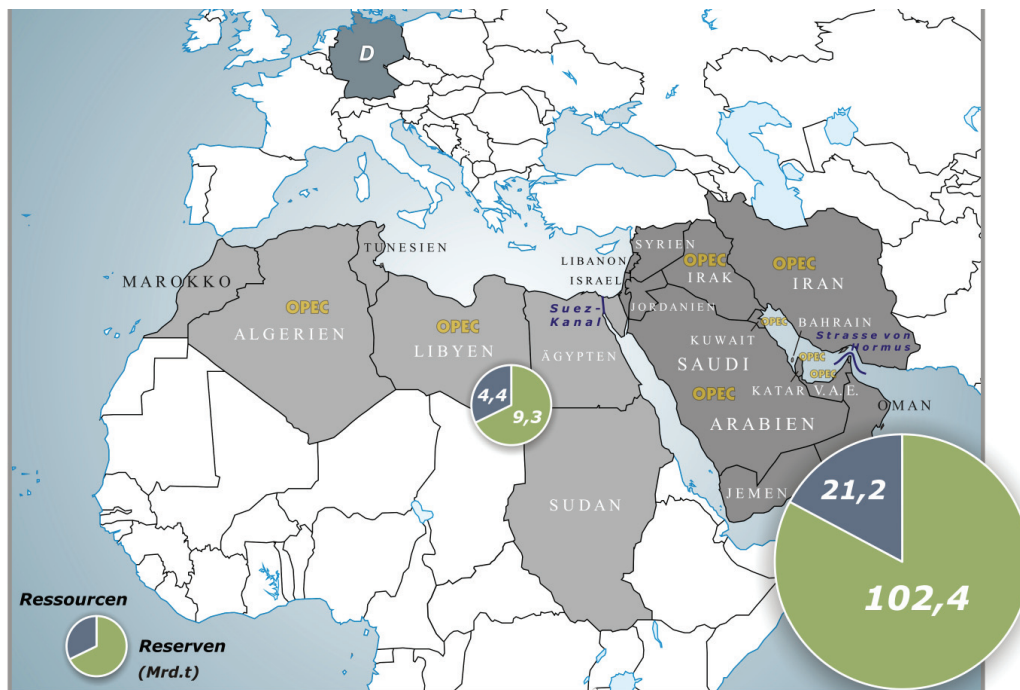 D
TUNESIEN
MAROKKO
OPEC
ALGERIEN
OPEC
LIBYEN
ÄGYPTEN
Suez-
Kanal
LIBANON
ISRAEL
SYRIEN
JORDANIEN
OPEC
IRAK
OPEC
IRAN
OPEC
KUWAIT
BAHRAIN
Strasse von
Hormus
OPEC
OPEC
KATAR
V.A.E.
SAUDI
OPEC
ARABIEN
OMAN
JEMEN
SUDAN
4,4
9,3
21,2
102,4
Ressourcen
Reserven
(Mrd.t)